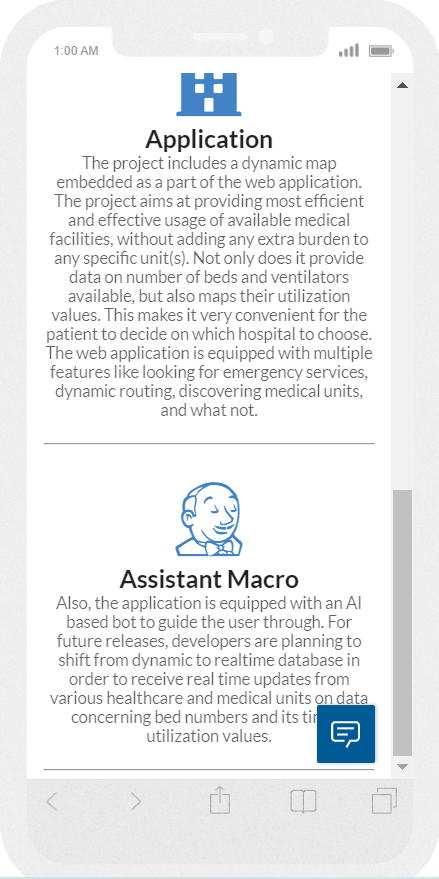 1:00 AM
Application
The project includes a dynamic map
embedded as a part of the web application.
The project aims at providing most efficient
and effective usage of available medical
facilities, without adding any extra burden to
any specific unit(s). Not only does it provide
data on number of beds and ventilators
available, but also maps their utilization
values. This makes it very convenient for the
patient to decide on which hospital to choose.
The web application is equipped with multiple
features like looking for emergency services,
dynamic routing, discovering medical units,
and what not.
Assistant Macro
Also, the application is equipped with an AI
based bot to guide the user through. For
future releases, developers are planning to
shift from dynamic to realtime database in
order to receive real time updates from
various healthcare and medical units on data
concerning bed numbers and its
utilization values.